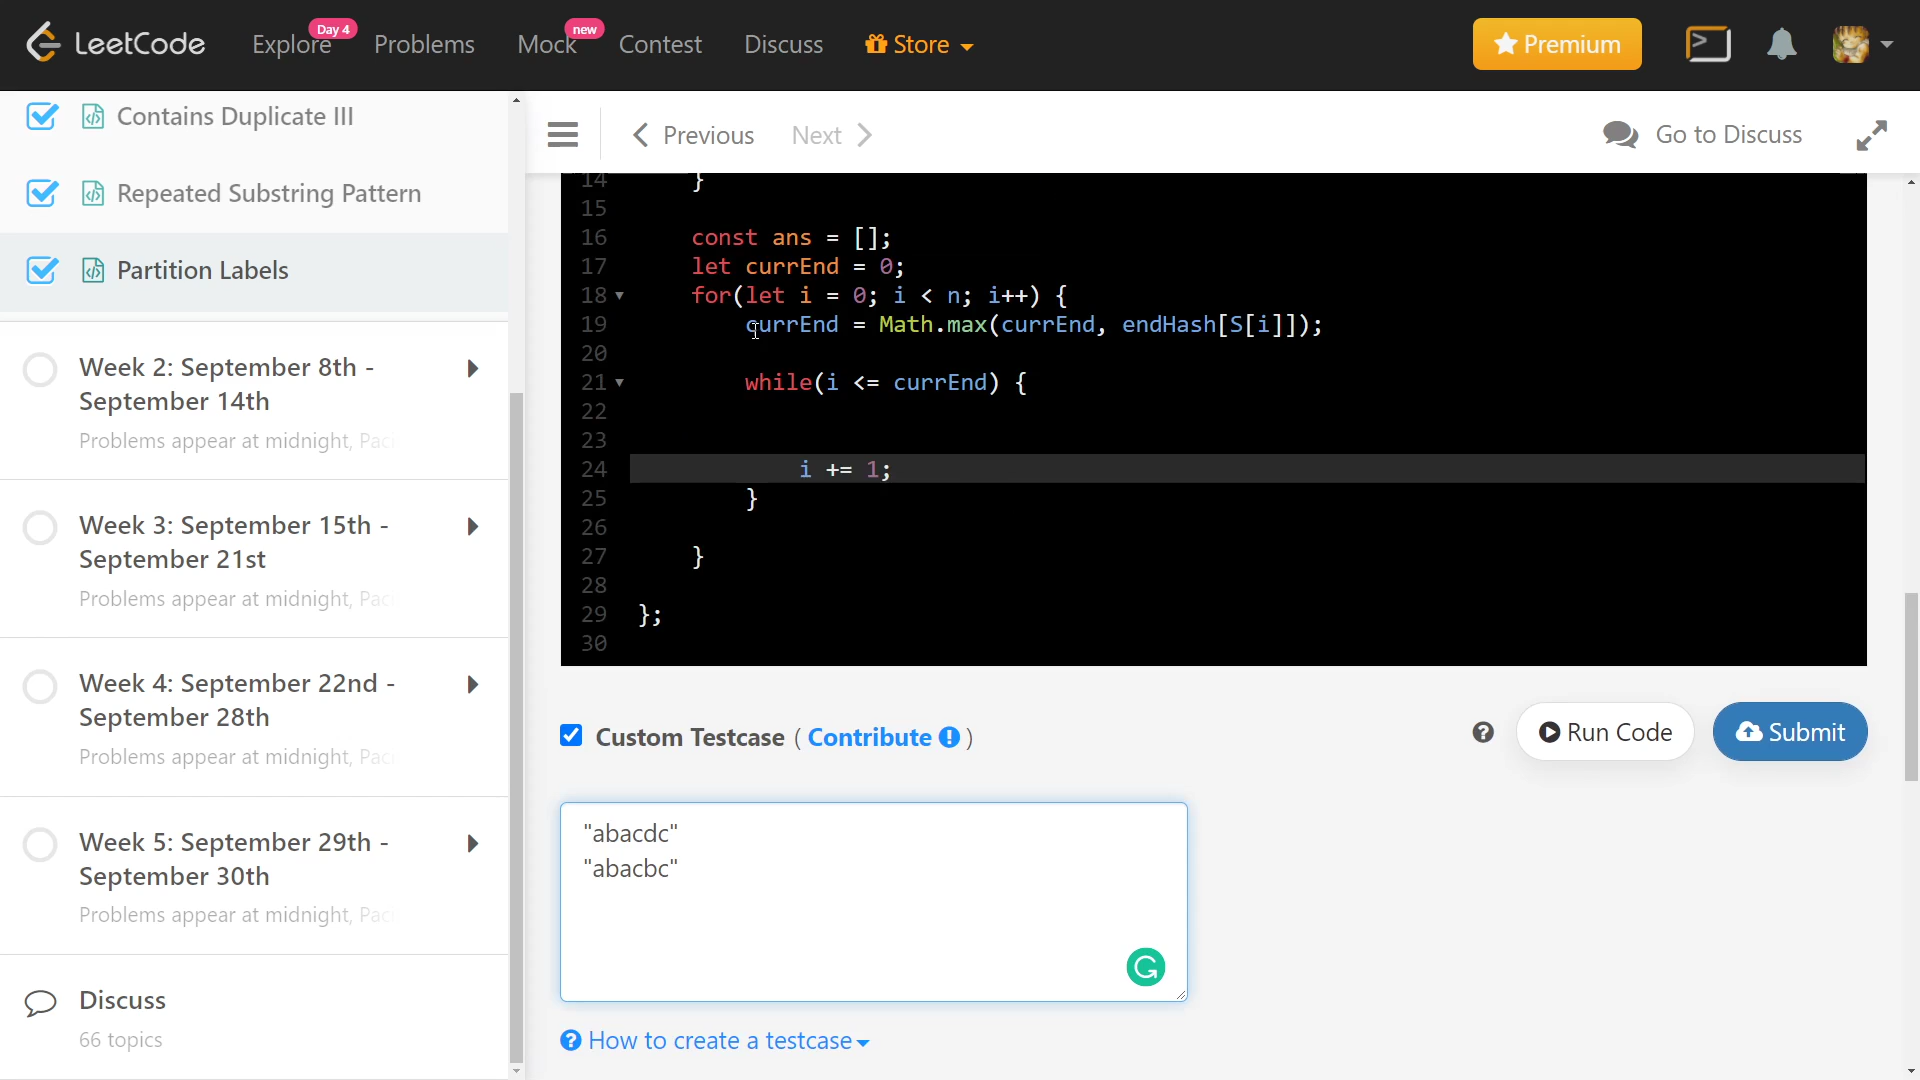 LeetCode
Explore
Day 4
Problems
Mock
new
Contest
Discuss
Store
Premium
Contains Duplicate III
Repeated Substring Pattern
Partition Labels
Week 2: September 8th -
September 14th
Problems appear at midnight, Pac
Week 3: September 15th -
September 21st
Problems appear at midnight, Pac
Week 4: September 22nd -
September 28th
Problems appear at midnight, Pac
Week 5: September 29th -
September 30th
Problems appear at midnight, Pac
Discuss
66 topics
Previous
Next
Go to Discuss
14 }
15
16 const ans = [];
17 let currEnd = 0;
18 for(let i = 0; i < n; i++) {
19 currEnd = Math.max(currEnd, endHash[S[i]]);
20
21 while(i <= currEnd) {
22
23
24 i += 1;
25 }
26
27 }
28
29 };
30
Custom Testcase ( Contribute )
Run Code
Submit
"abacdc"
"abacbc"
How to create a testcase